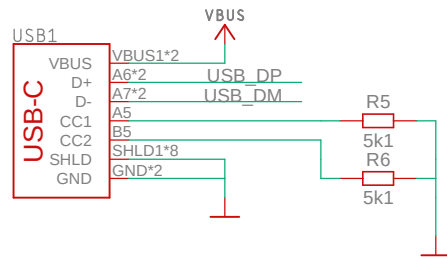 VBUS
USB1
USB-C
VBUS VBUS1*2
D+ A6*2 USB_DP
D- A7*2 USB_DM
CC1 A5 R5
5k1
CC2 B5 R6
SHLD SHLD1*8
GND GND*2
5k1